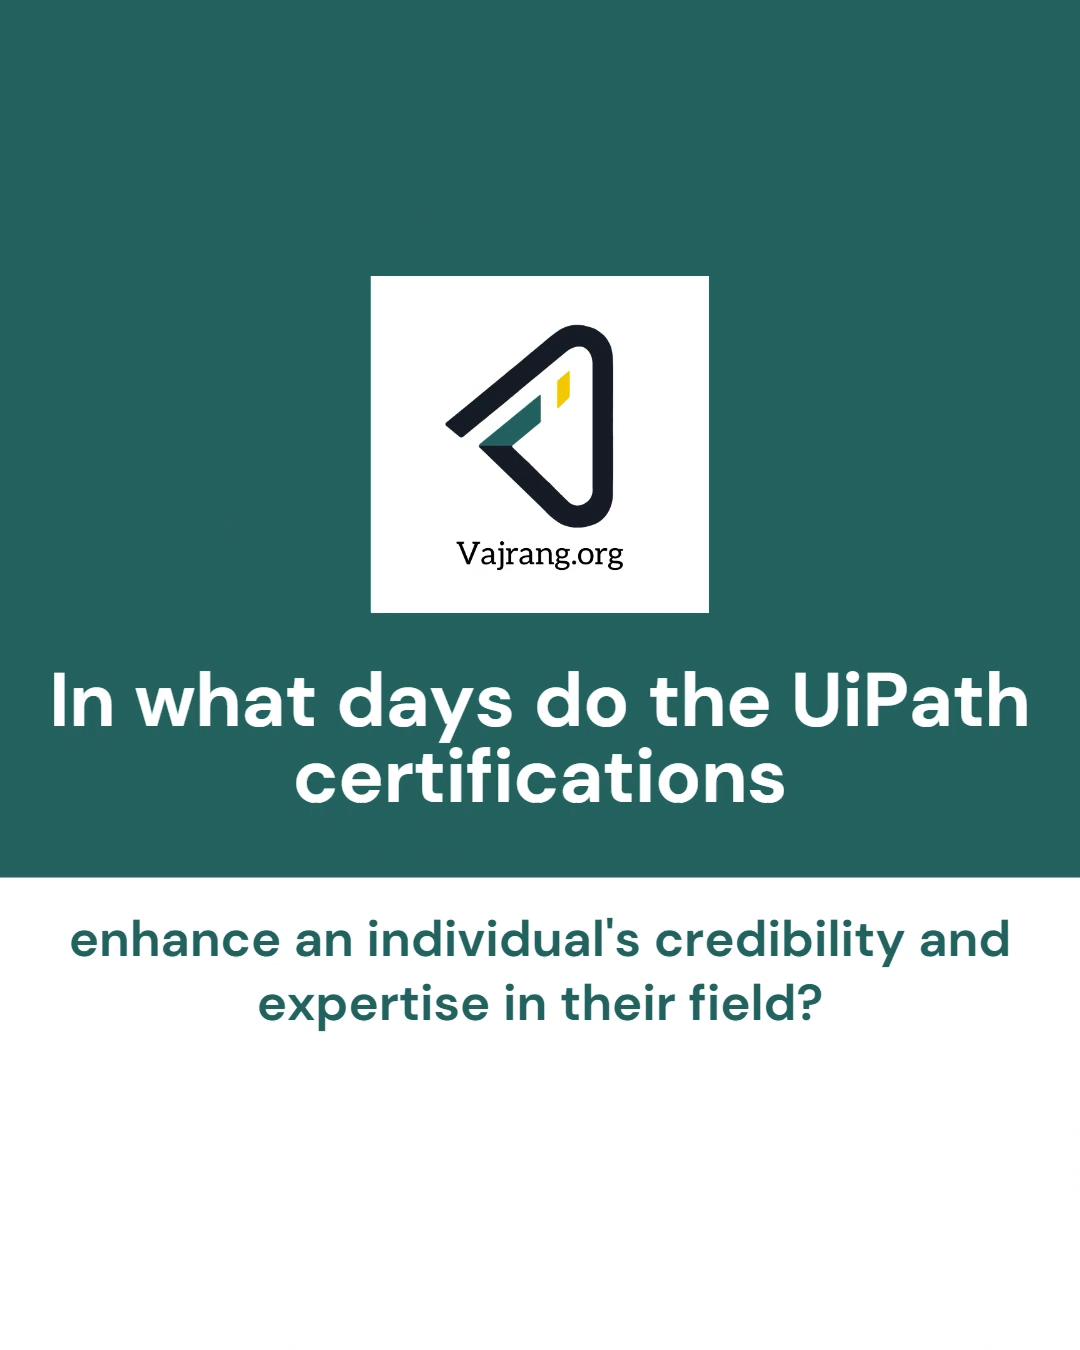 Vajrang.org
In what days do the UiPath
certifications
enhance an individual's credibility and
expertise in their field?